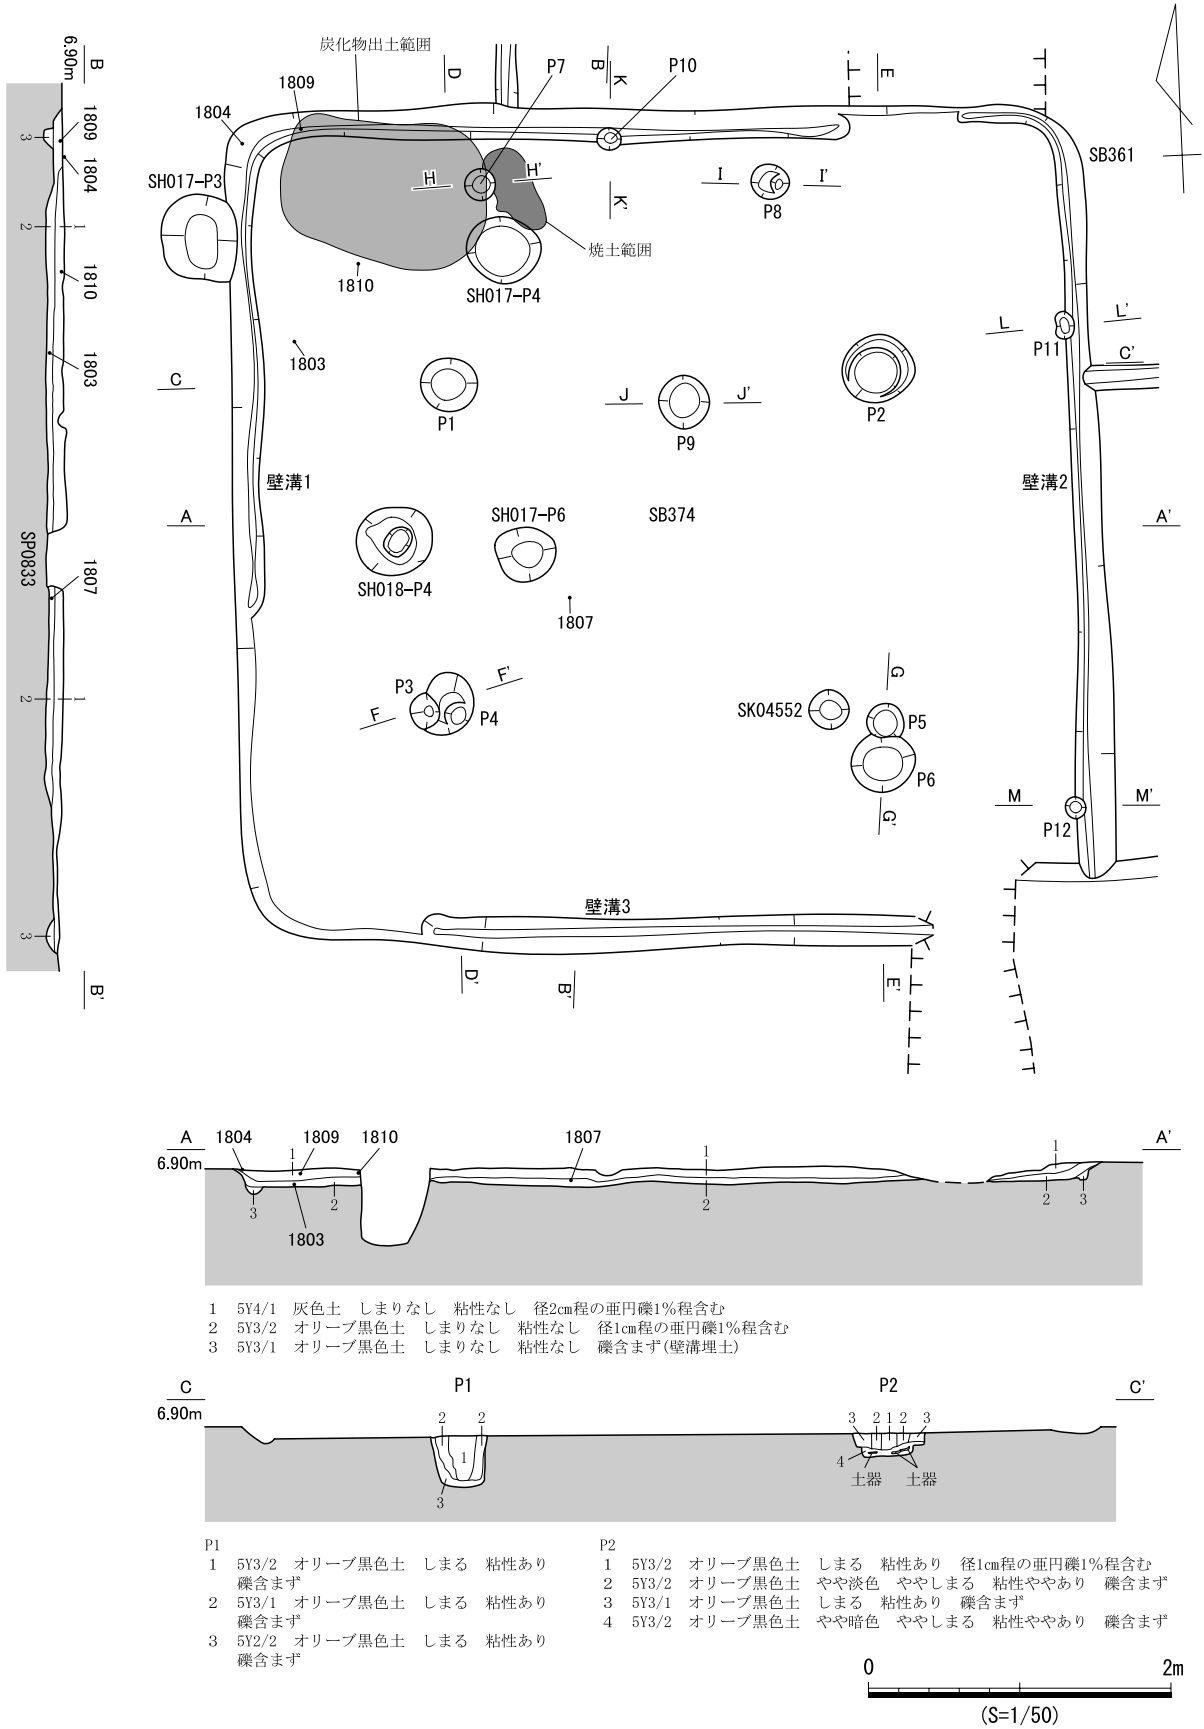 炭化物出土範囲
D
P7
B
K
P10
E
1809
1804
SB361
SH017-P3
H
H'
K'
I
I'
P8
焼土範囲
1810
SH017-P4
1803
L
L'
P11
C
C'
P1
J
J'
P9
P2
壁溝1
壁溝2
A
SH017-P6
SB374
A'
SH018-P4
1807
P3
F
F'
P4
G
SK04552
P5
P6
G'
M
M'
P12
壁溝3
D'
B'
E'
6.90m
B
1809
1804
3
2
1
1810
1803
SP0833
1807
2
1
3
B'
A
1804
1809
1810
1807
A'
6.90m
1
1
1
3
2
2
2
3
1803
1 5Y4/1 灰色土 しまりなし 粘性なし 径2cm程の亜円礫1%程含む
2 5Y3/2 オリーブ黒色土 しまりなし 粘性なし 径1cm程の亜円礫1%程含む
3 5Y3/1 オリーブ黒色土 しまりなし 粘性なし 礫含まず(壁溝埋土)
C
P1
P2
C'
6.90m
2
2
3 2 1 2 3
1
4
3
土器
土器
P1
1 5Y3/2 オリーブ黒色土 しまる 粘性あり
礫含まず
2 5Y3/1 オリーブ黒色土 しまる 粘性あり
礫含まず
3 5Y2/2 オリーブ黒色土 しまる 粘性あり
礫含まず
P2
1 5Y3/2 オリーブ黒色土 しまる 粘性あり 径1cm程の亜円礫1%程含む
2 5Y3/2 オリーブ黒色土 やや淡色 ややしまる 粘性ややあり 礫含まず
3 5Y3/1 オリーブ黒色土 しまる 粘性あり 礫含まず
4 5Y3/2 オリーブ黒色土 やや暗色 ややしまる 粘性ややあり 礫含まず
0
2m
(S=1/50)